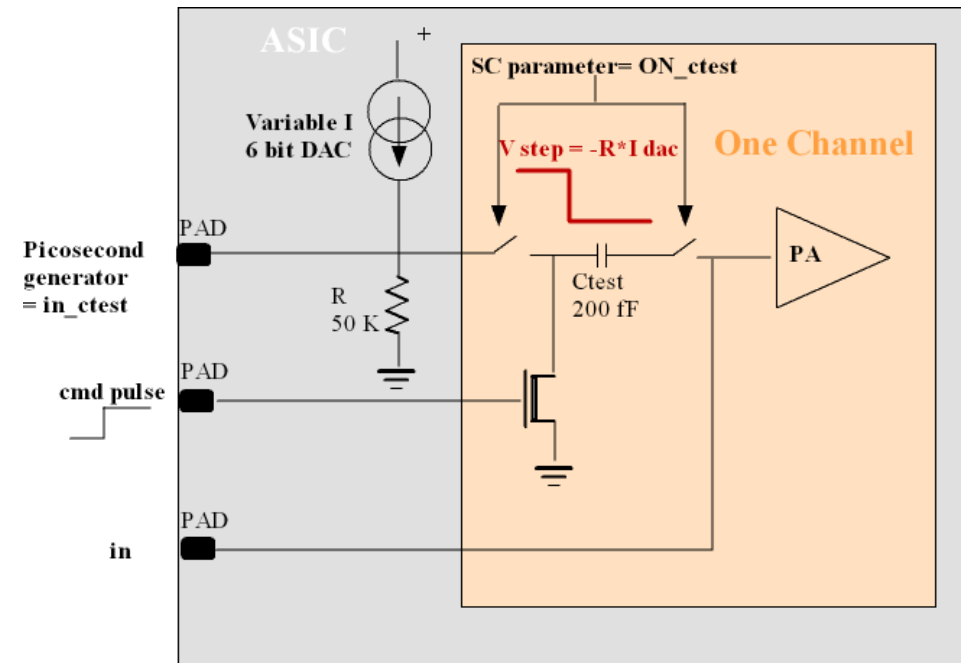 ASIC
+
SC parameter= ON_ctest
Variable I
6 bit DAC
V step = -R*I dac
One Channel
PAD
Picosecond
generator
= in_ctest
PA
Ctest
200 fF
R
50 K
PAD
cmd pulse
PAD
in